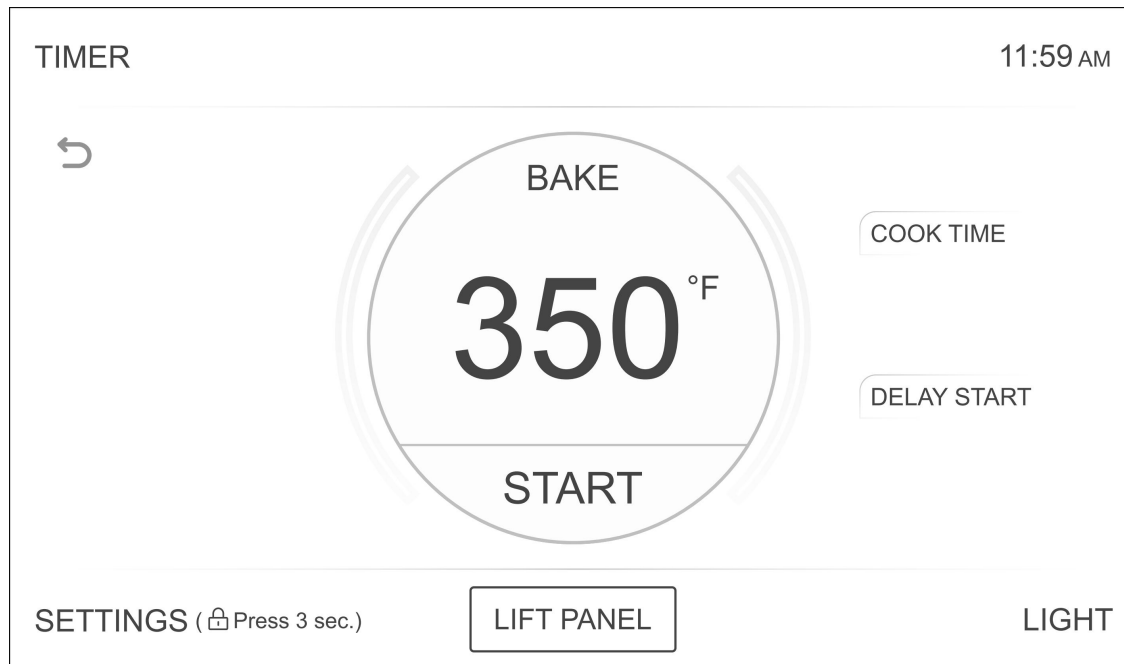 TIMER
11:59 AM
BAKE
350 °F
COOK TIME
DELAY START
START
SETTINGS ( Press 3 sec.)
LIFT PANEL
LIGHT